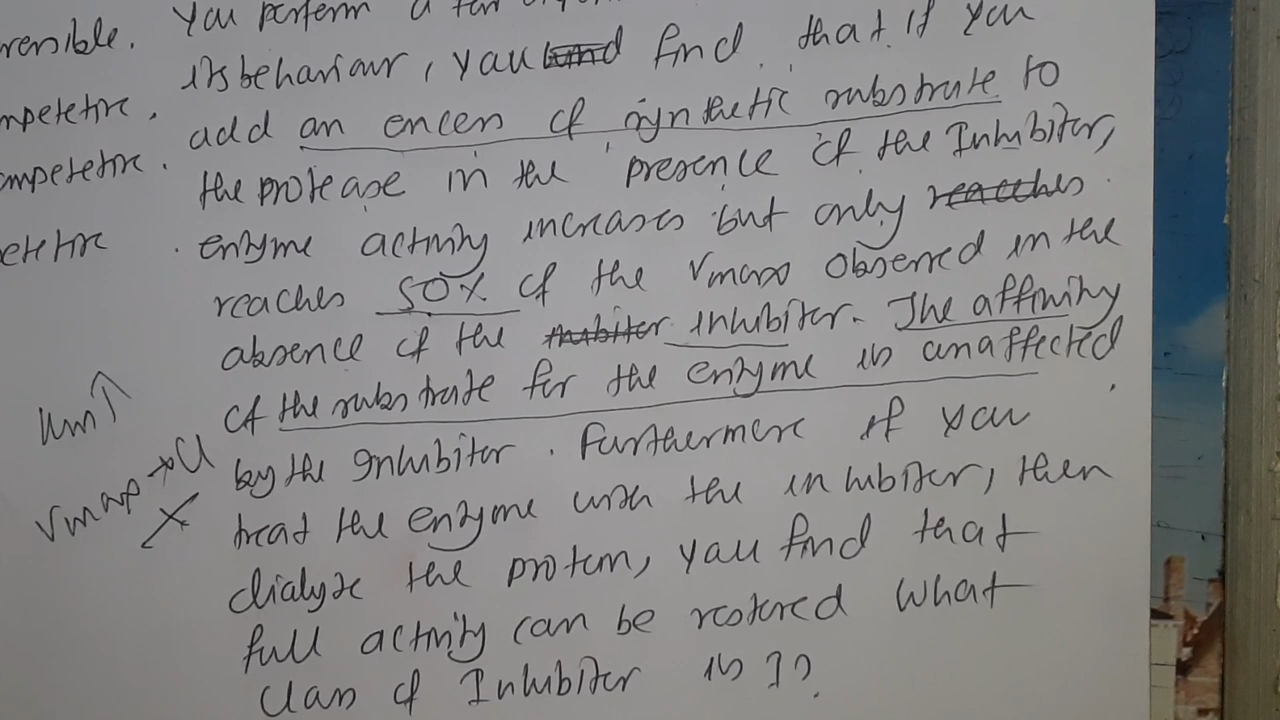 You perform a
rersible.
its behaviour, you find that if you
mpetetive.
add an excess of synthetic substrate to
ompetetive.
the protease in the presence of the Inhibitor,
etetive
enzyme activity increases but only reaches
reaches 50% of the Vmax observed in the
absence of the inhibitor. The affinity
of the substrate for the enzyme is unaffected
Km↑
by the Inhibitor. Furthermore if you
Vmax → U
X
treat the enzyme with the inhibitor, then
dialyze the protein, you find that
full activity can be restored what
Class of Inhibitor is I?